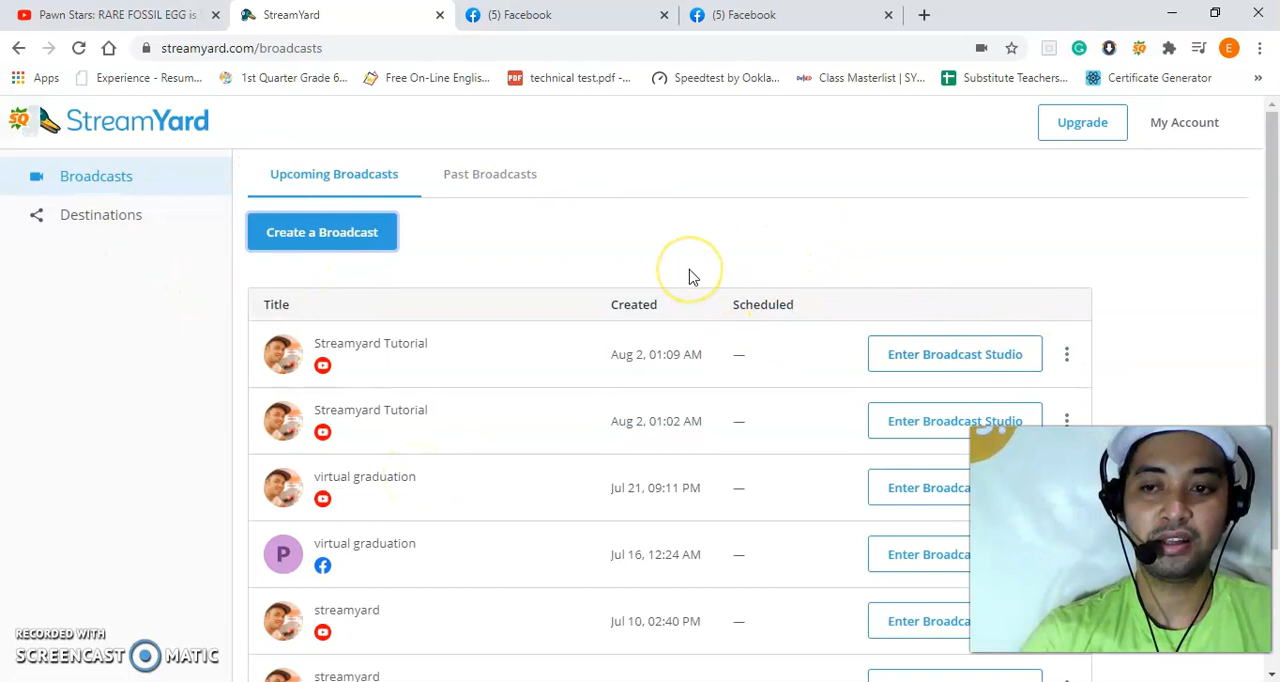 Pawn Stars: RARE FOSSIL EGG is
StreamYard
(5) Facebook
(5) Facebook
streamyard.com/broadcasts
E
Apps
Experience - Resum...
1st Quarter Grade 6...
Free On-Line Englis...
PDF
technical test.pdf -...
Speedtest by Ookla...
Class Masterlist | SY...
Substitute Teachers...
Certificate Generator
»
SQ
StreamYard
Upgrade
My Account
Broadcasts
Destinations
Upcoming Broadcasts
Past Broadcasts
Create a Broadcast
Title
Created
Scheduled
Streamyard Tutorial
Aug 2, 01:09 AM
—
Enter Broadcast Studio
Streamyard Tutorial
Aug 2, 01:02 AM
—
Enter Broadcast Studio
virtual graduation
Jul 21, 09:11 PM
—
Enter Broadca
P
virtual graduation
Jul 16, 12:24 AM
—
Enter Broadca
streamyard
Jul 10, 02:40 PM
—
Enter Broadca
streamyard
RECORDED WITH
SCREENCAST MATIC